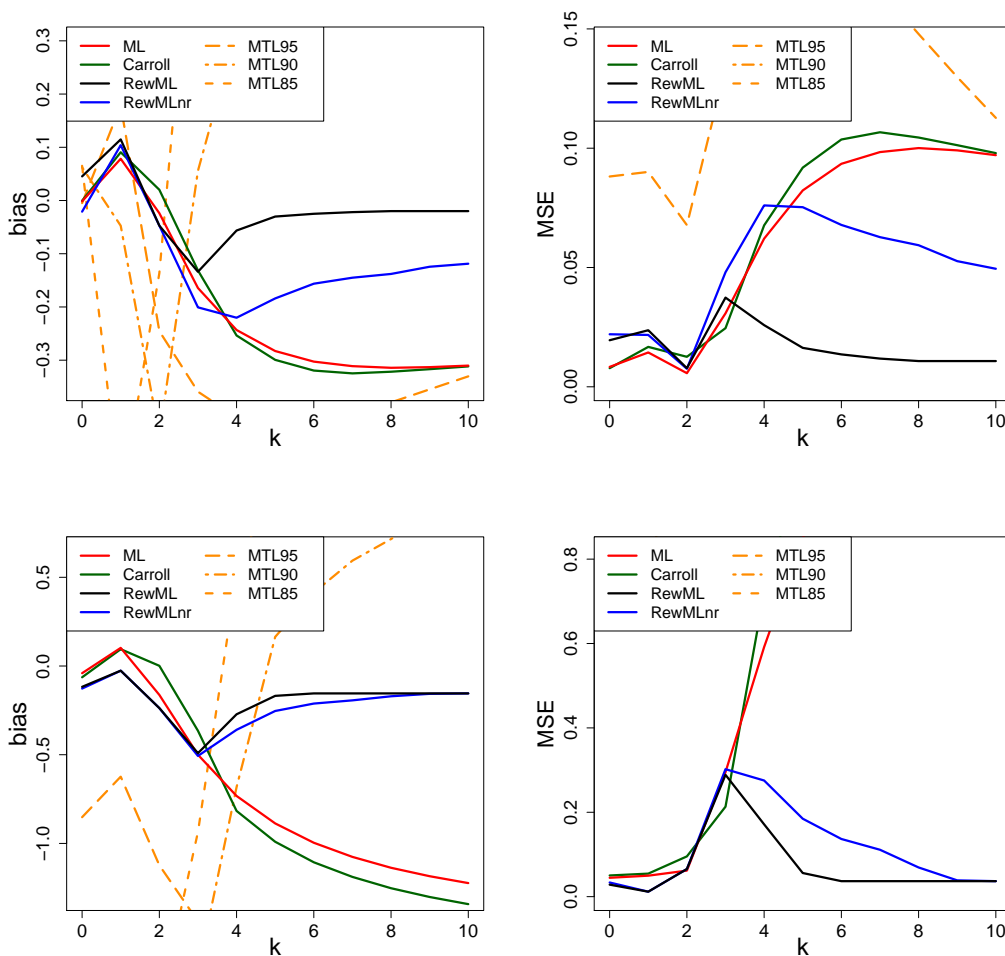 ML MTL95
Carroll MTL90
RewML MTL85
RewMLnr
bias
0.3
0.2
0.1
0.0
−0.1
−0.2
−0.3
0 2 4 6 8 10
k
ML MTL95
Carroll MTL90
RewML MTL85
RewMLnr
MSE
0.15
0.10
0.05
0.00
0 2 4 6 8 10
k
ML MTL95
Carroll MTL90
RewML MTL85
RewMLnr
bias
0.5
0.0
−0.5
−1.0
0 2 4 6 8 10
k
ML MTL95
Carroll MTL90
RewML MTL85
RewMLnr
MSE
0.8
0.6
0.4
0.2
0.0
0 2 4 6 8 10
k